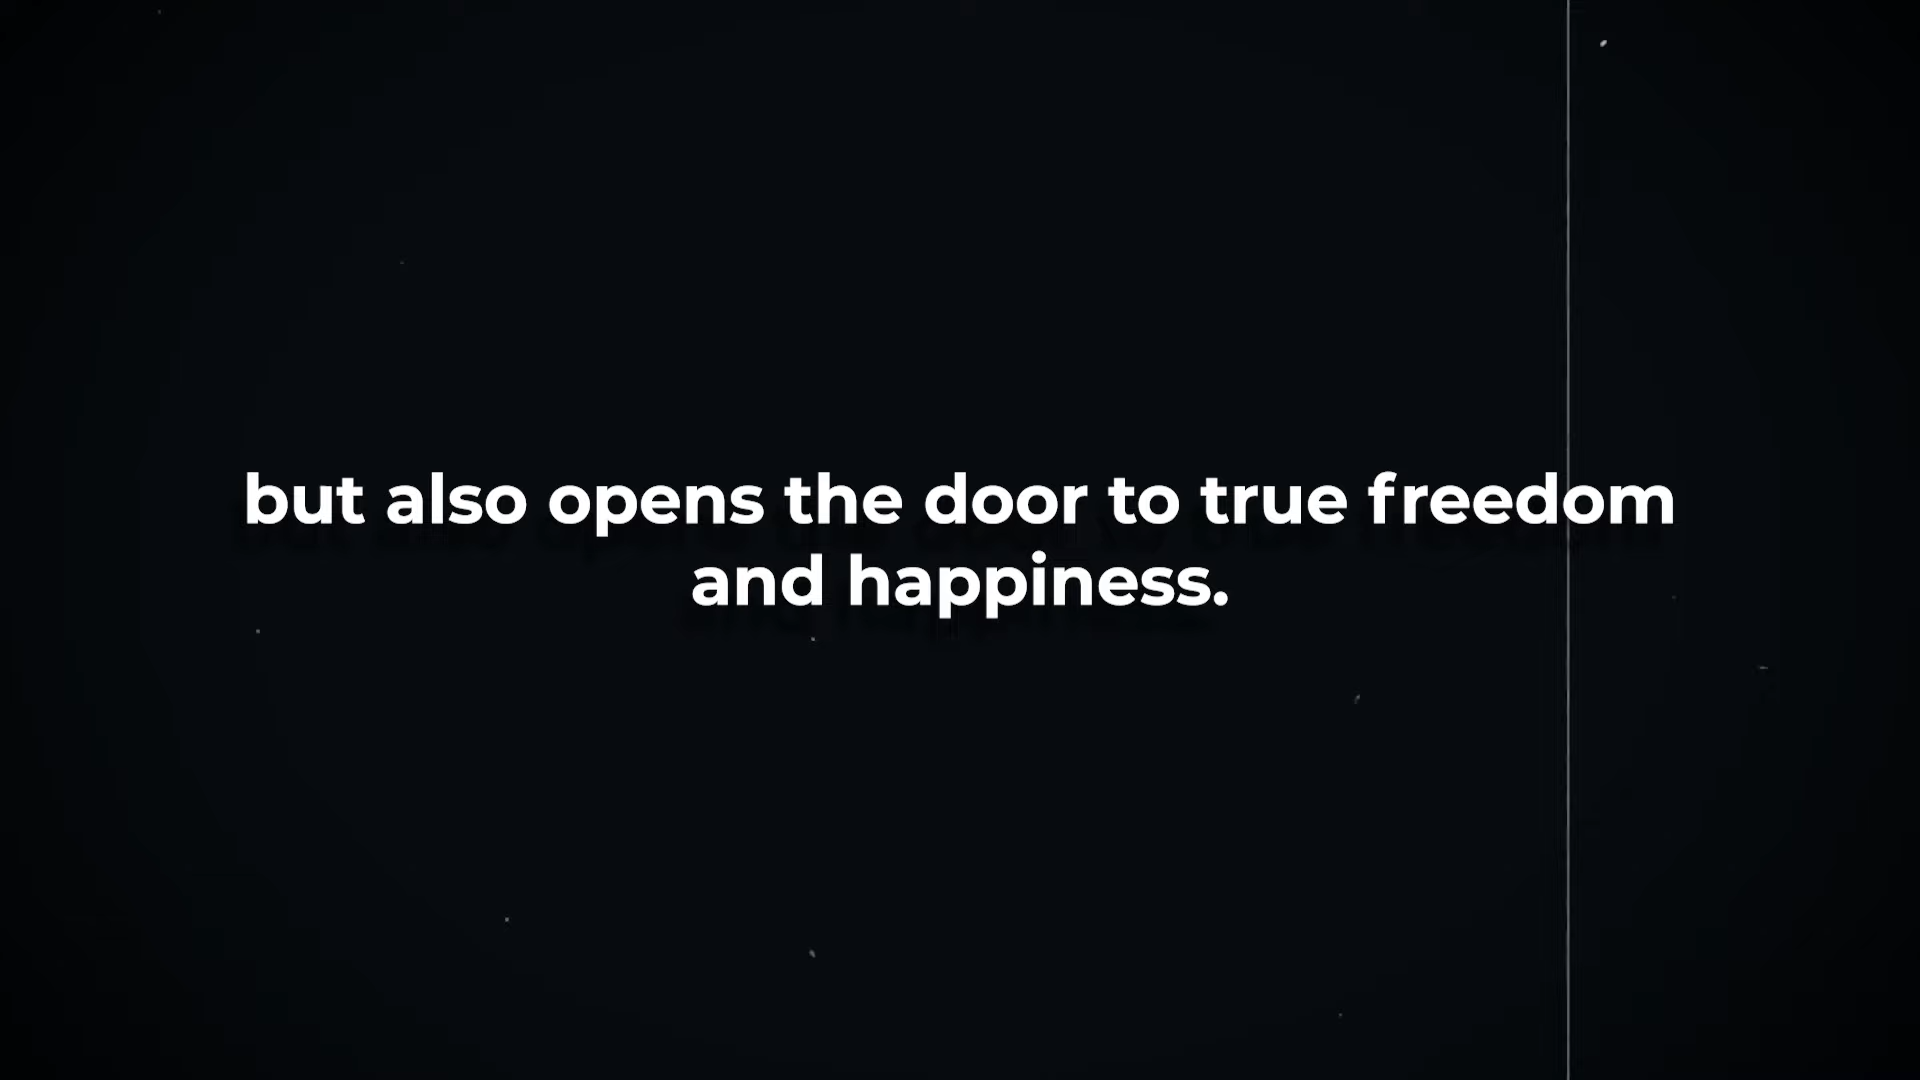 but also opens the door to true freedom
and happiness.